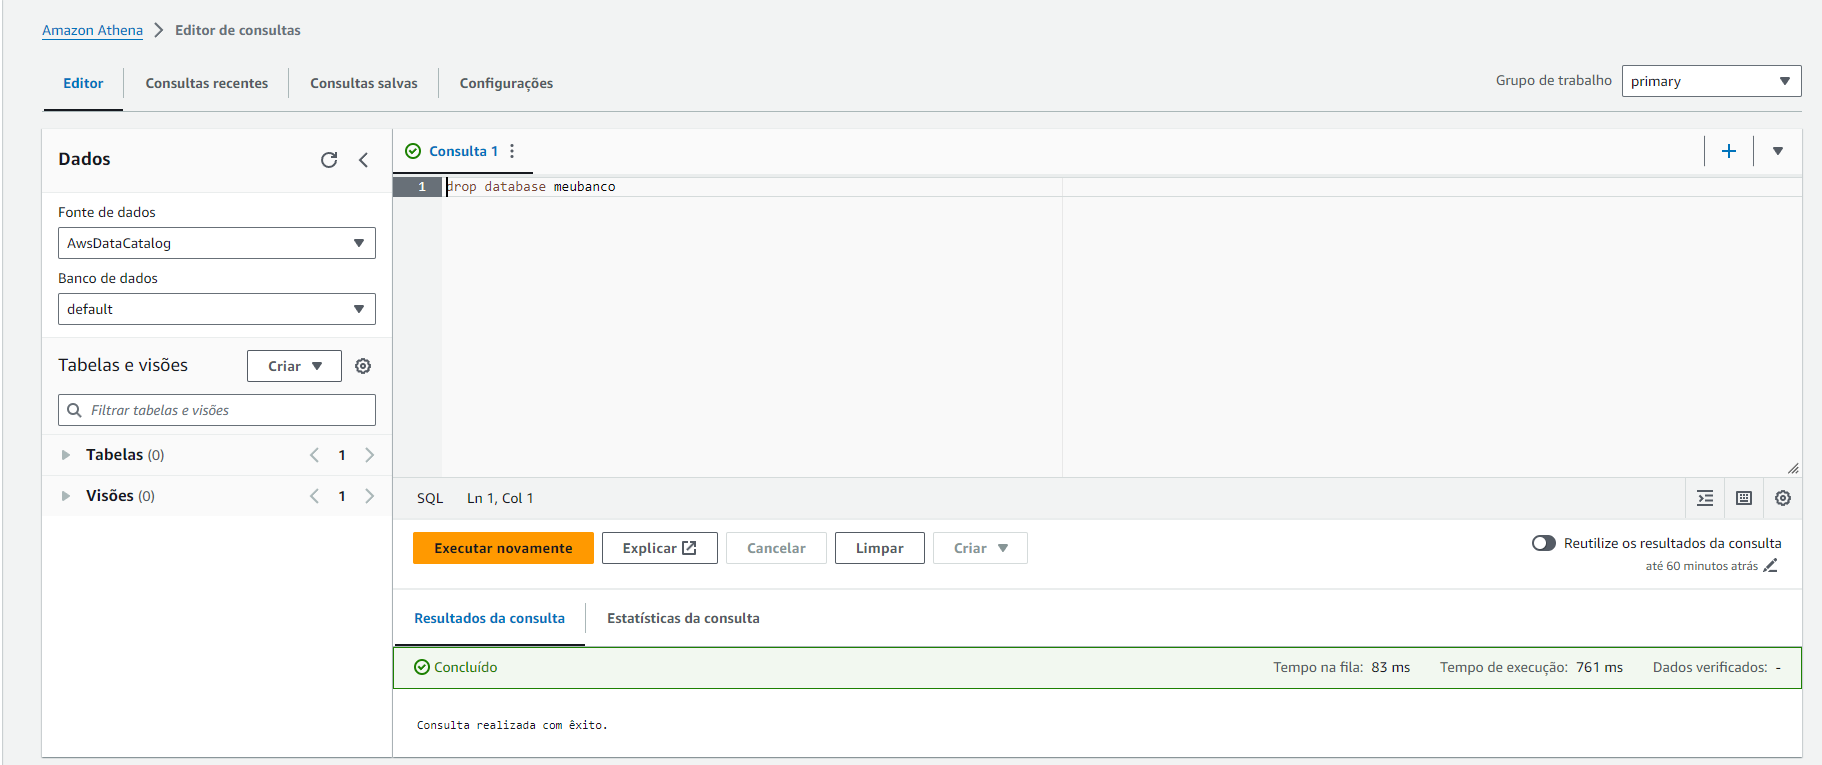 Amazon Athena > Editor de consultas
Editor Consultas recentes Consultas salvas Configurações
Grupo de trabalho primary
Dados
Fonte de dados
AwsDataCatalog
Banco de dados
default
Tabelas e visões Criar
Filtrar tabelas e visões
Tabelas (0) < 1 >
Visões (0) < 1 >
Consulta 1
1 drop database meubanco
SQL Ln 1, Col 1
Executar novamente Explicar Cancelar Limpar Criar
Reutilize os resultados da consulta
até 60 minutos atrás
Resultados da consulta Estatísticas da consulta
Concluído Tempo na fila: 83 ms Tempo de execução: 761 ms Dados verificados: -
Consulta realizada com êxito.